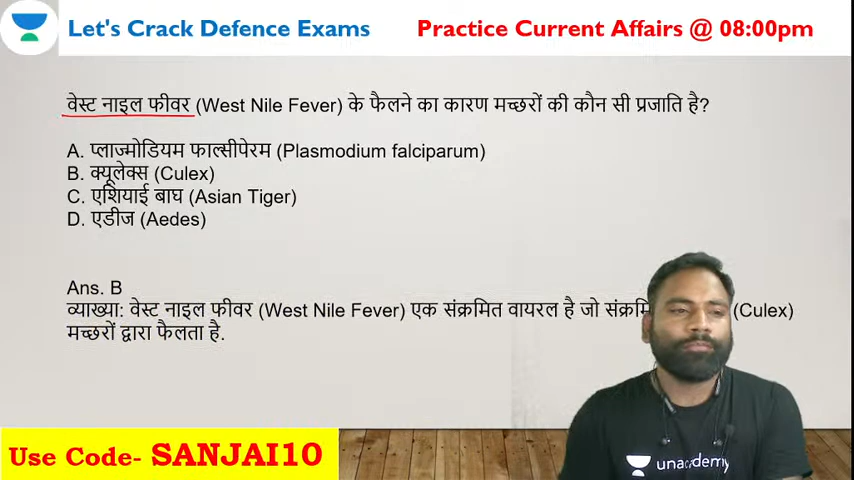 Let's Crack Defence Exams
Practice Current Affairs @ 08:00pm
वेस्ट नाइल फीवर (West Nile Fever) के फैलने का कारण मच्छरों की कौन सी प्रजाति है?
A. प्लाज्मोडियम फाल्सीपेरम (Plasmodium falciparum)
B. क्यूलेक्स (Culex)
C. एशियाई बाघ (Asian Tiger)
D. एडीज (Aedes)
Ans. B
व्याख्या: वेस्ट नाइल फीवर (West Nile Fever) एक संक्रमित वायरल है जो (Culex)
मच्छरों द्वारा फैलता है.
Use Code- SANJAI10
unacademy